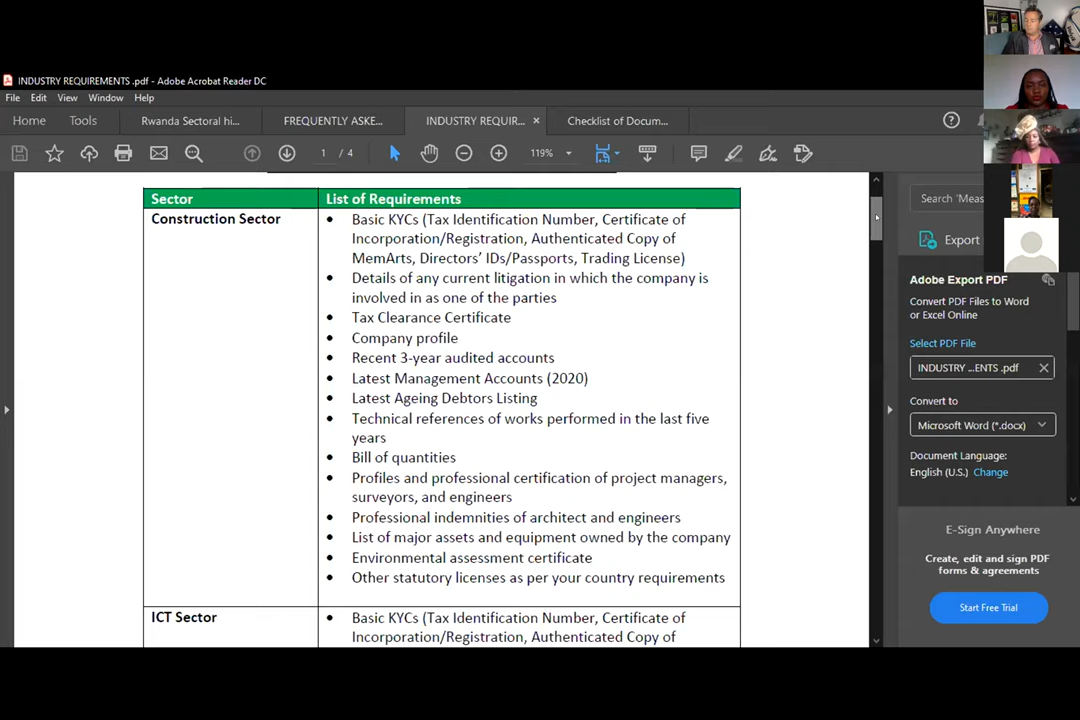 INDUSTRY REQUIREMENTS .pdf - Adobe Acrobat Reader DC
File Edit View Window Help
Home Tools Rwanda Sectoral hi... FREQUENTLY ASKE... INDUSTRY REQUIR... × Checklist of Docum...
1 / 4 119%
Sector List of Requirements
Construction Sector
• Basic KYCs (Tax Identification Number, Certificate of
Incorporation/Registration, Authenticated Copy of
MemArts, Directors’ IDs/Passports, Trading License)
• Details of any current litigation in which the company is
involved in as one of the parties
• Tax Clearance Certificate
• Company profile
• Recent 3-year audited accounts
• Latest Management Accounts (2020)
• Latest Ageing Debtors Listing
• Technical references of works performed in the last five
years
• Bill of quantities
• Profiles and professional certification of project managers,
surveyors, and engineers
• Professional indemnities of architect and engineers
• List of major assets and equipment owned by the company
• Environmental assessment certificate
• Other statutory licenses as per your country requirements
ICT Sector
• Basic KYCs (Tax Identification Number, Certificate of
Incorporation/Registration, Authenticated Copy of
Search 'Meas
Export
Adobe Export PDF
Convert PDF Files to Word
or Excel Online
Select PDF File
INDUSTRY ...ENTS .pdf
Convert to
Microsoft Word (*.docx)
Document Language:
English (U.S.) Change
E-Sign Anywhere
Create, edit and sign PDF
forms & agreements
Start Free Trial